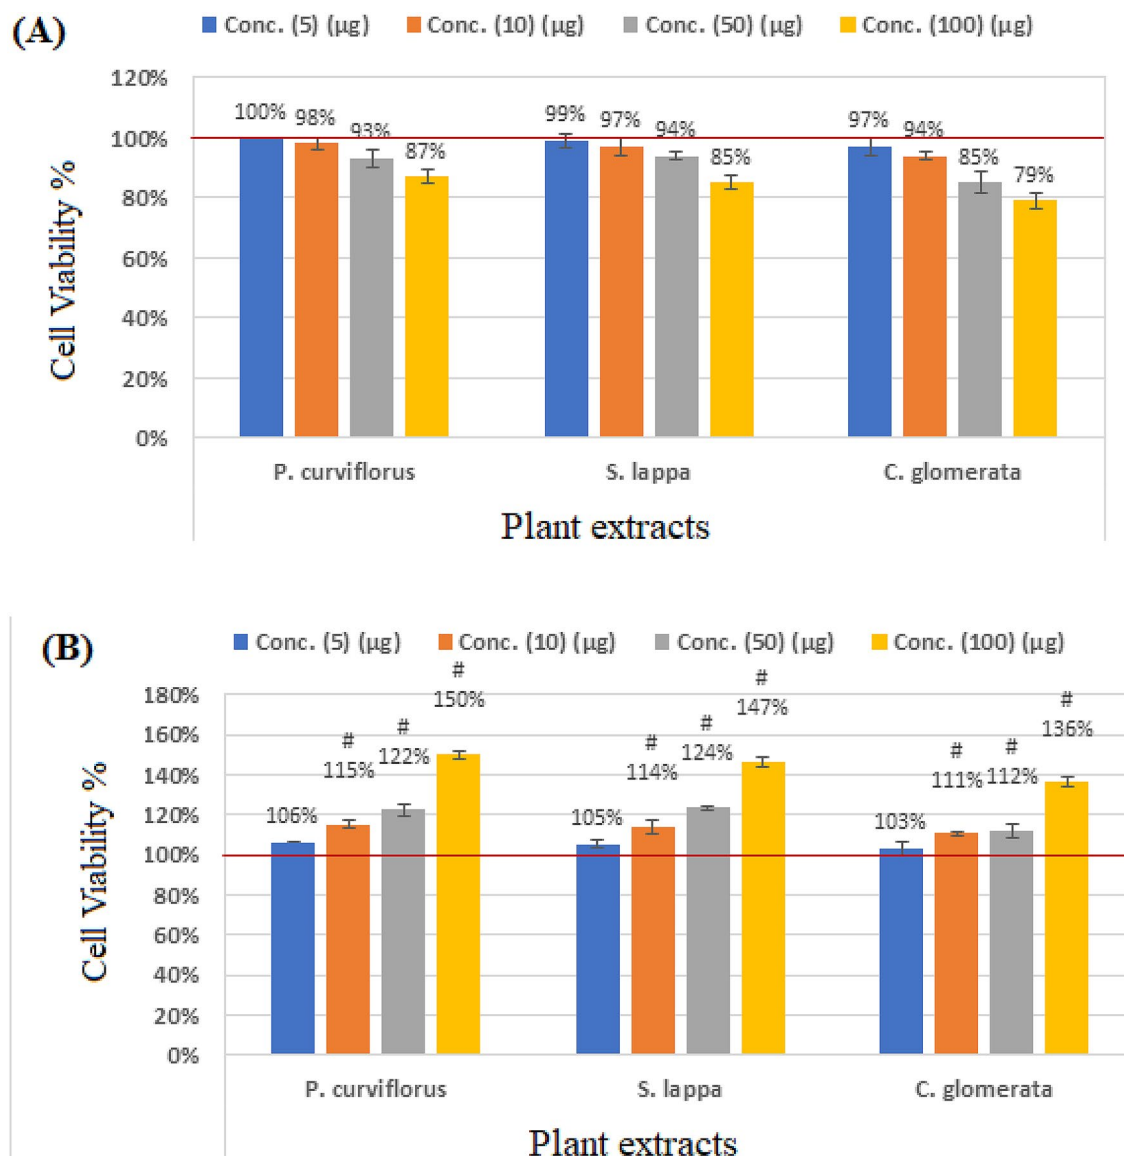 (A)
Conc. (5) (µg) Conc. (10) (µg) Conc. (50) (µg) Conc. (100) (µg)
120%
100%
80%
60%
40%
20%
0%
Cell Viability %
100% 98% 93% 87%
99% 97% 94% 85%
97% 94% 85% 79%
P. curviflorus S. lappa C. glomerata
Plant extracts
(B)
Conc. (5) (µg) Conc. (10) (µg) Conc. (50) (µg) Conc. (100) (µg)
180%
160%
140%
120%
100%
80%
60%
40%
20%
0%
Cell Viability %
# # #
106% 115% 122% 150%
# # #
105% 114% 124% 147%
# # #
103% 111% 112% 136%
P. curviflorus S. lappa C. glomerata
Plant extracts